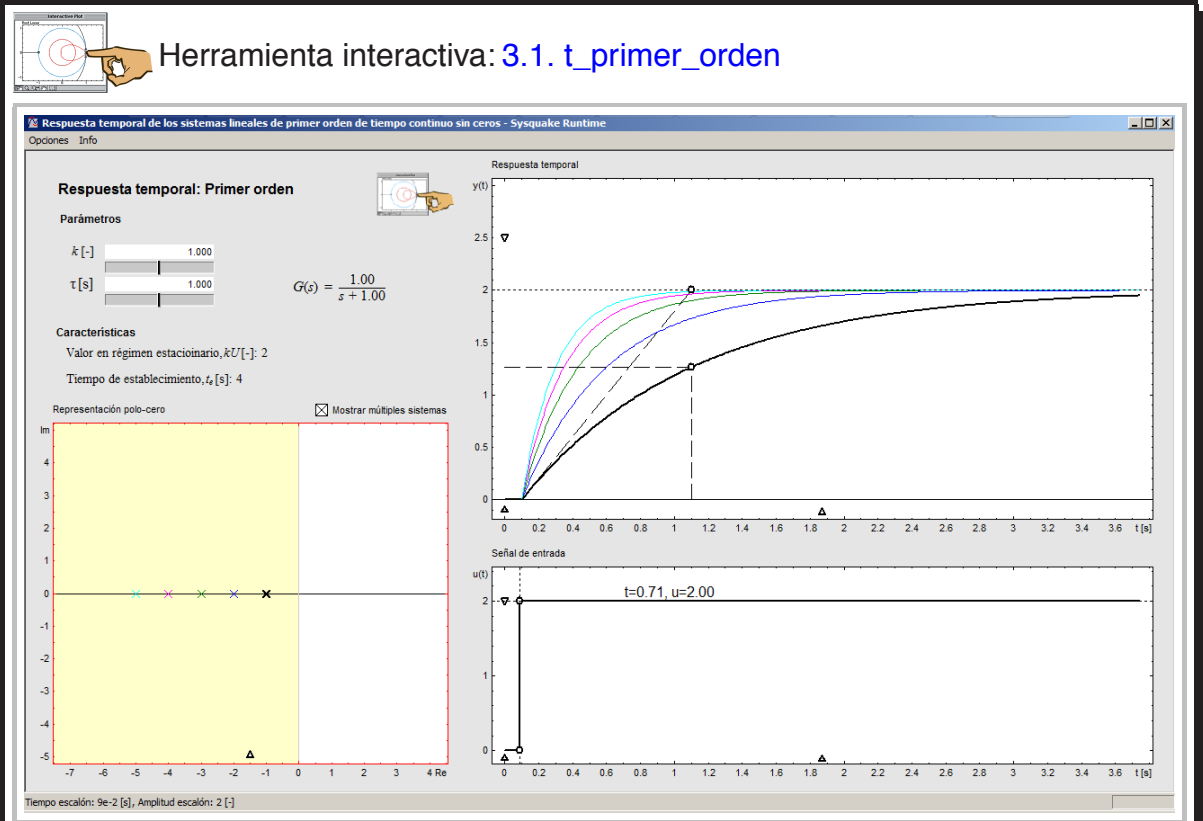 Herramienta interactiva: 3.1. t_primer_orden
Respuesta temporal de los sistemas lineales de primer orden de tiempo continuo sin ceros - Sysquake Runtime
Opciones Info
Respuesta temporal: Primer orden
Parámetros
k [-] 1.000
τ [s] 1.000
G(s) = 1.00 / s + 1.00
Características
Valor en régimen estacioinario, kU[-]: 2
Tiempo de establecimiento, ts [s]: 4
Representación polo-cero
Mostrar múltiples sistemas
Im
4
3
2
1
0
-1
-2
-3
-4
-5
-7 -6 -5 -4 -3 -2 -1 0 1 2 3 4 Re
Respuesta temporal
y(t)
2.5
2
1.5
1
0.5
0
0 0.2 0.4 0.6 0.8 1 1.2 1.4 1.6 1.8 2 2.2 2.4 2.6 2.8 3 3.2 3.4 3.6 t [s]
Señal de entrada
u(t)
t=0.71, u=2.00
2
1
0
0 0.2 0.4 0.6 0.8 1 1.2 1.4 1.6 1.8 2 2.2 2.4 2.6 2.8 3 3.2 3.4 3.6 t [s]
Tiempo escalón: 9e-2 [s], Amplitud escalón: 2 [-]